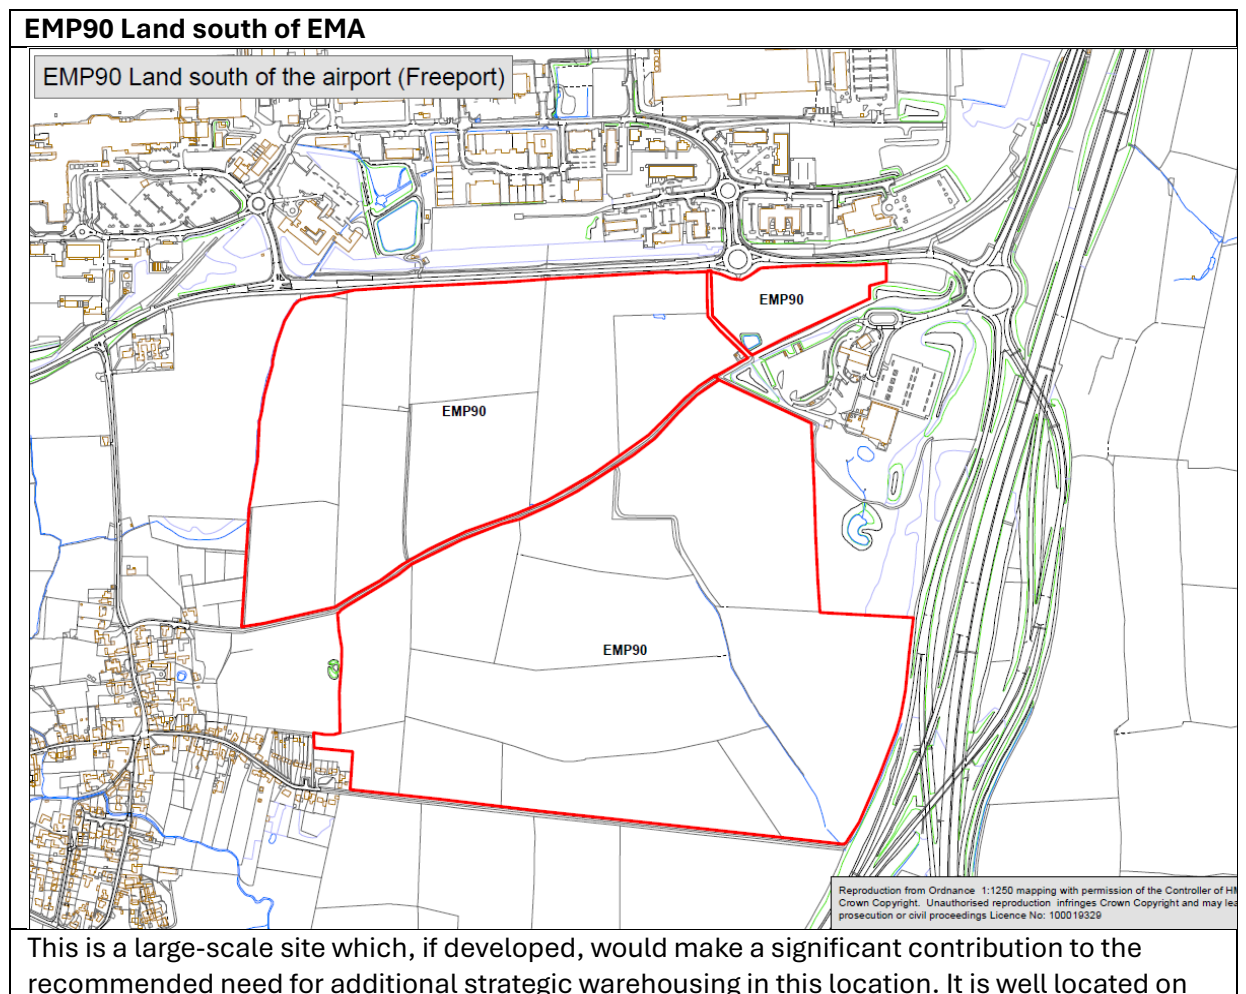 EMP90 Land south of EMA
EMP90 Land south of the airport (Freeport)
EMP90
EMP90
EMP90
Reproduction from Ordnance 1:1250 mapping with permission of the Controller of
Crown Copyright. Unauthorised reproduction infringes Crown Copyright and may
prosecution or civil proceedings Licence No: 100019329
This is a large-scale site which, if developed, would make a significant contribution to the
recommended need for additional strategic warehousing in this location. It is well located on